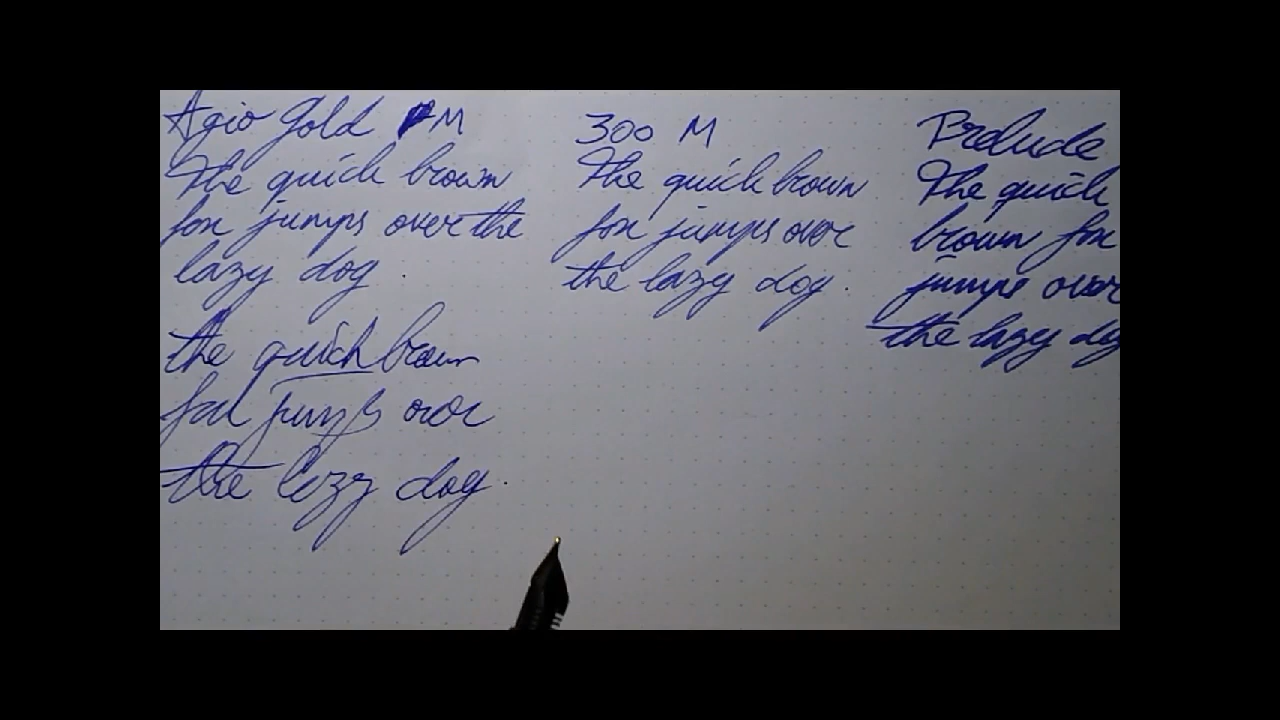 Agio Gold M
The quick brown
fox jumps over the
lazy dog .
the quick brown
fox jumps over
the lazy dog .
300 M
The quick brown
fox jumps over
the lazy dog .
Prelude
The quick
brown fox
jumps over
the lazy dog